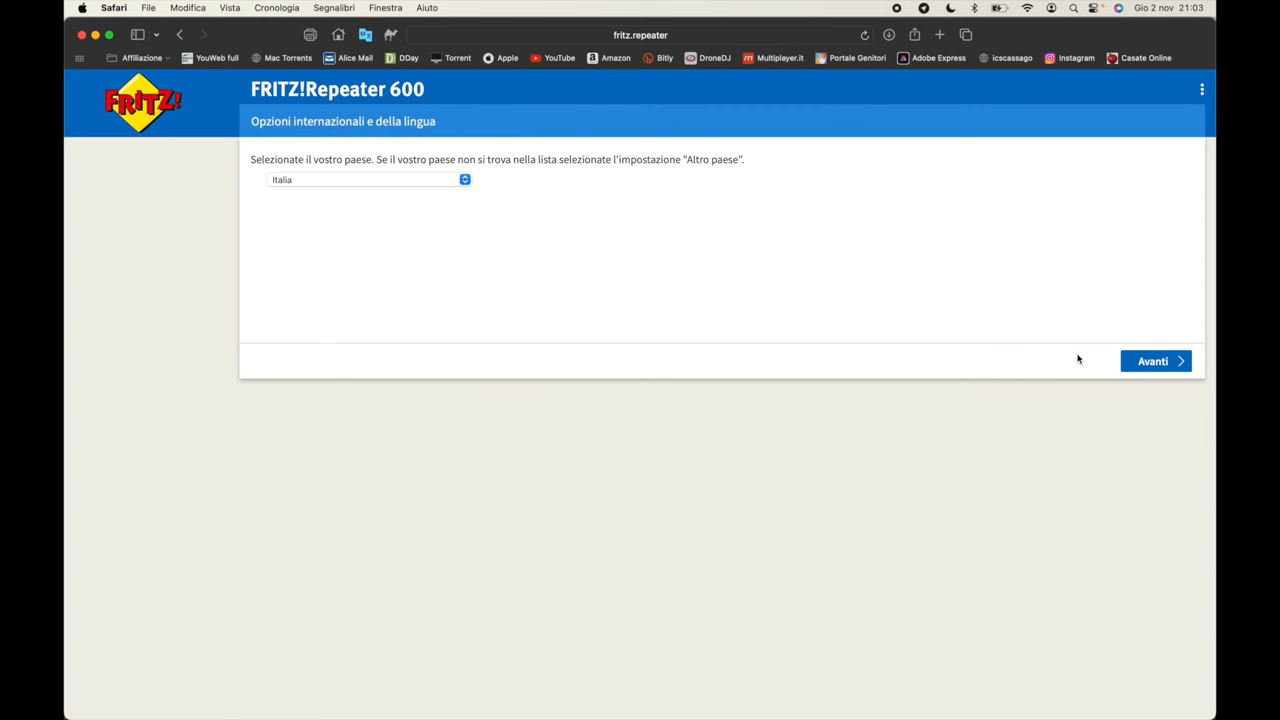 Safari File Modifica Vista Cronologia Segnalibri Finestra Aiuto Gio 2 nov 21:03
fritz.repeater
Affiliazione YouWeb full Mac Torrents Alice Mail DDay Torrent Apple YouTube Amazon Bitly DroneDJ Multiplayer.it Portale Genitori Adobe Express iccscassago Instagram Casate Online
FRITZ!
FRITZ!Repeater 600
Opzioni internazionali e della lingua
Selezionate il vostro paese. Se il vostro paese non si trova nella lista selezionate l'impostazione "Altro paese".
Italia
Avanti